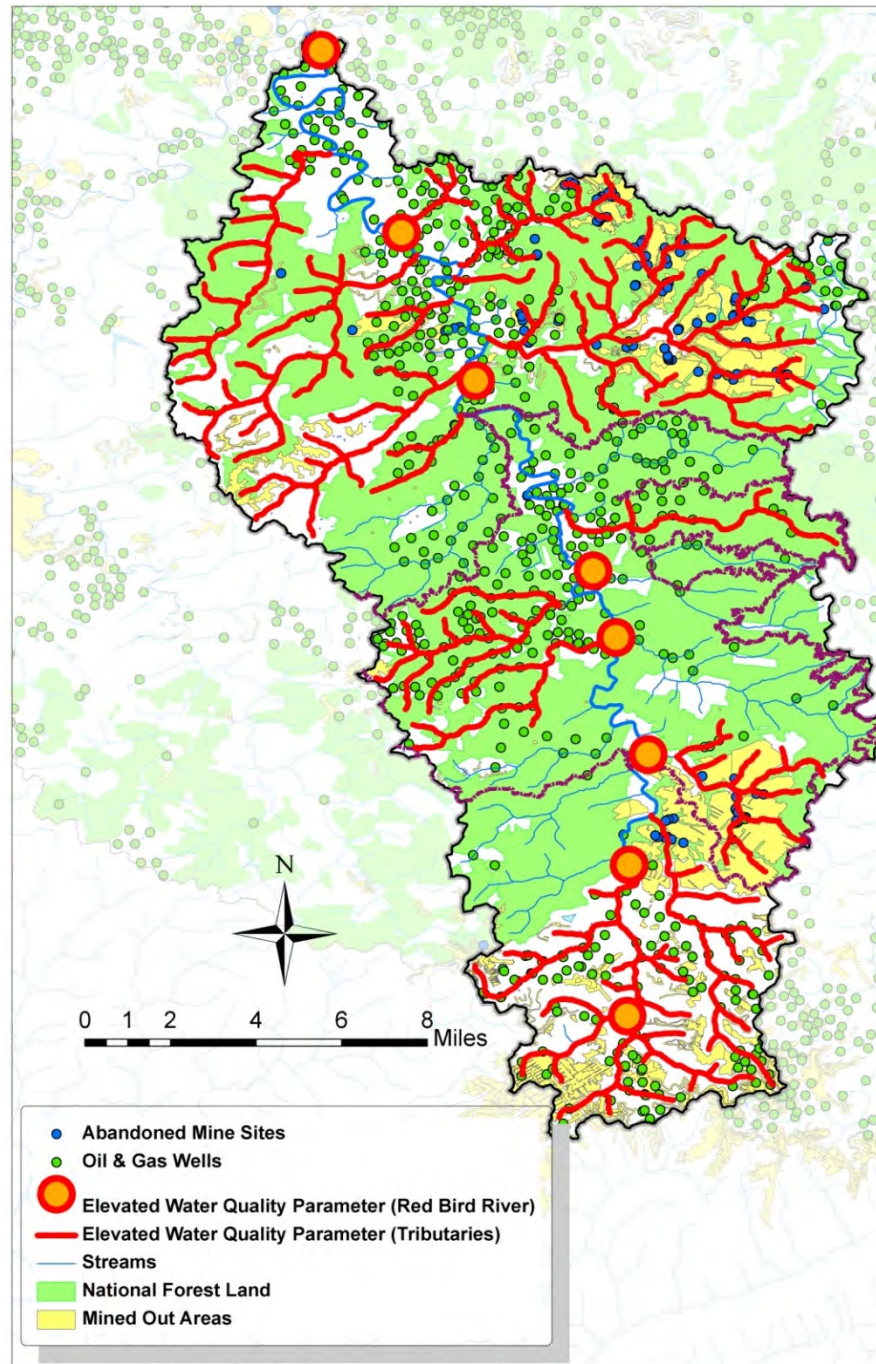 N
0 1 2 4 6 8
Miles
Abandoned Mine Sites
Oil & Gas Wells
Elevated Water Quality Parameter (Red Bird River)
Elevated Water Quality Parameter (Tributaries)
Streams
National Forest Land
Mined Out Areas